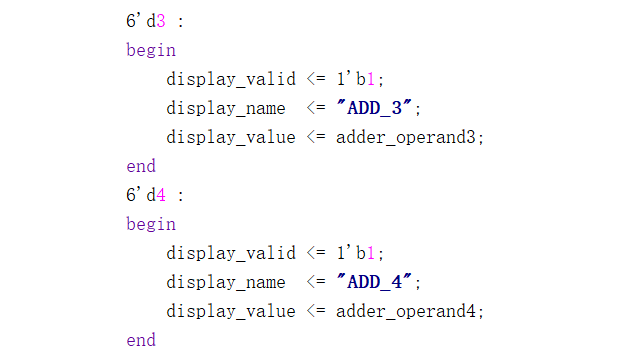 6'd3 :
begin
    display_valid <= 1'b1;
    display_name  <= "ADD_3";
    display_value <= adder_operand3;
end
6'd4 :
begin
    display_valid <= 1'b1;
    display_name  <= "ADD_4";
    display_value <= adder_operand4;
end